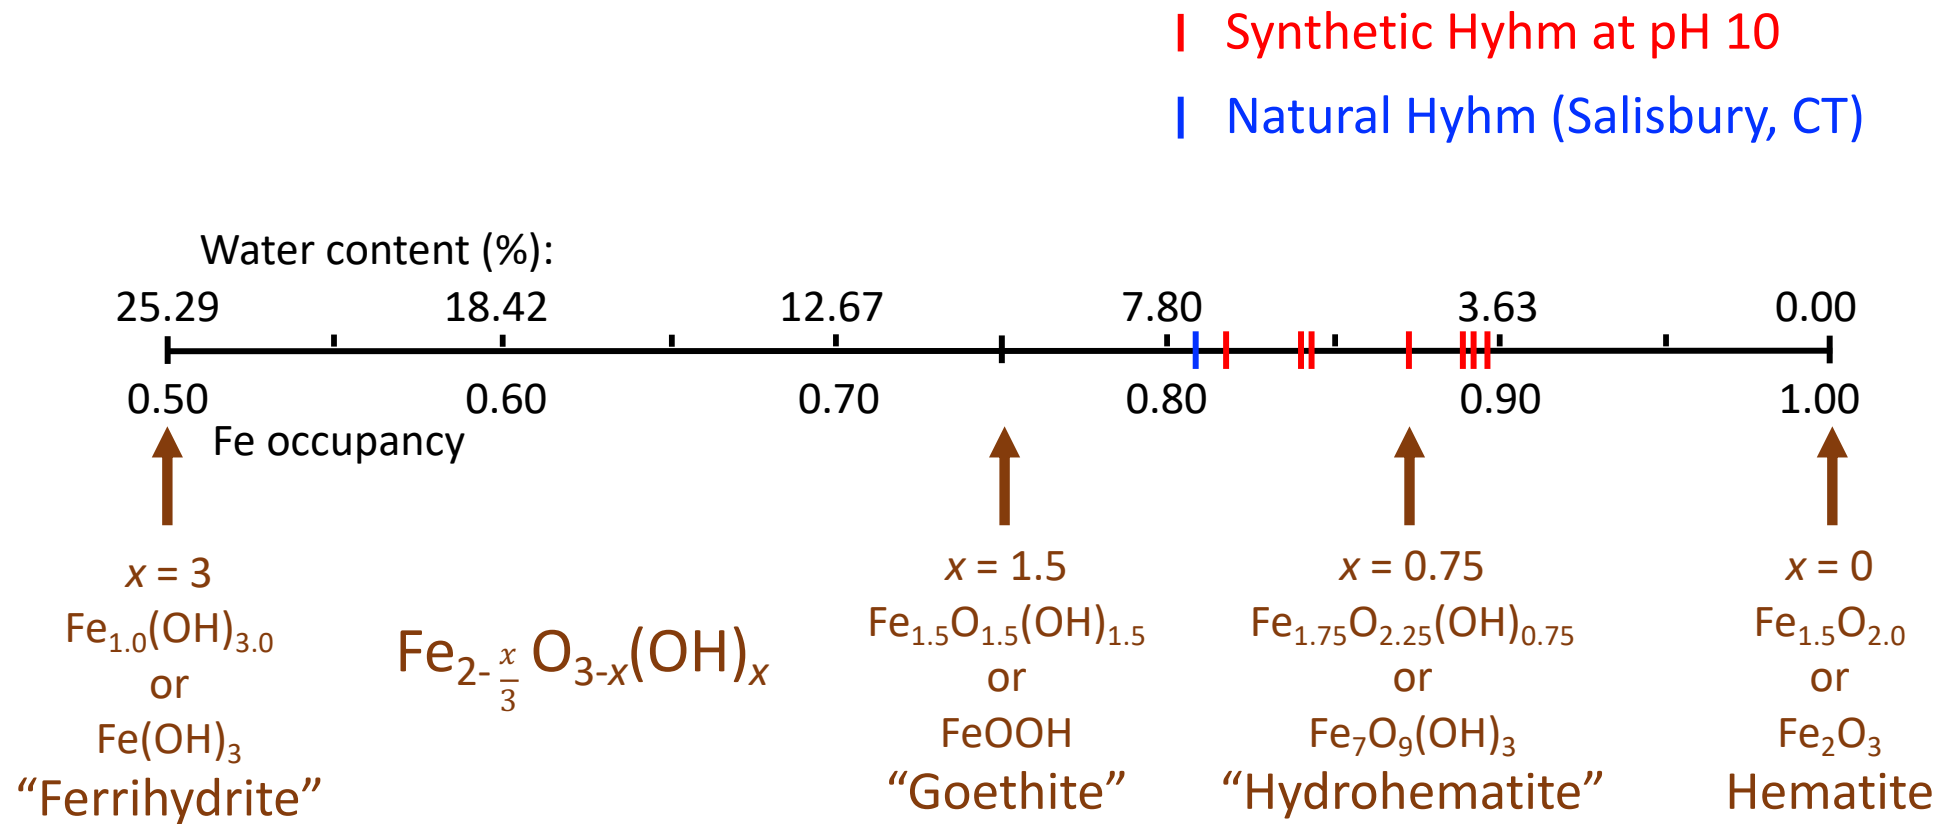 Synthetic Hyhm at pH 10
Natural Hyhm (Salisbury, CT)
Water content (%):
25.29 18.42 12.67 7.80 3.63 0.00
0.50 0.60 0.70 0.80 0.90 1.00
Fe occupancy
x = 3
Fe1.0(OH)3.0
or
Fe(OH)3
“Ferrihydrite”
Fe2-x/3 O3-x(OH)x
x = 1.5
Fe1.5O1.5(OH)1.5
or
FeOOH
“Goethite”
x = 0.75
Fe1.75O2.25(OH)0.75
or
Fe7O9(OH)3
“Hydrohematite”
x = 0
Fe1.5O2.0
or
Fe2O3
Hematite